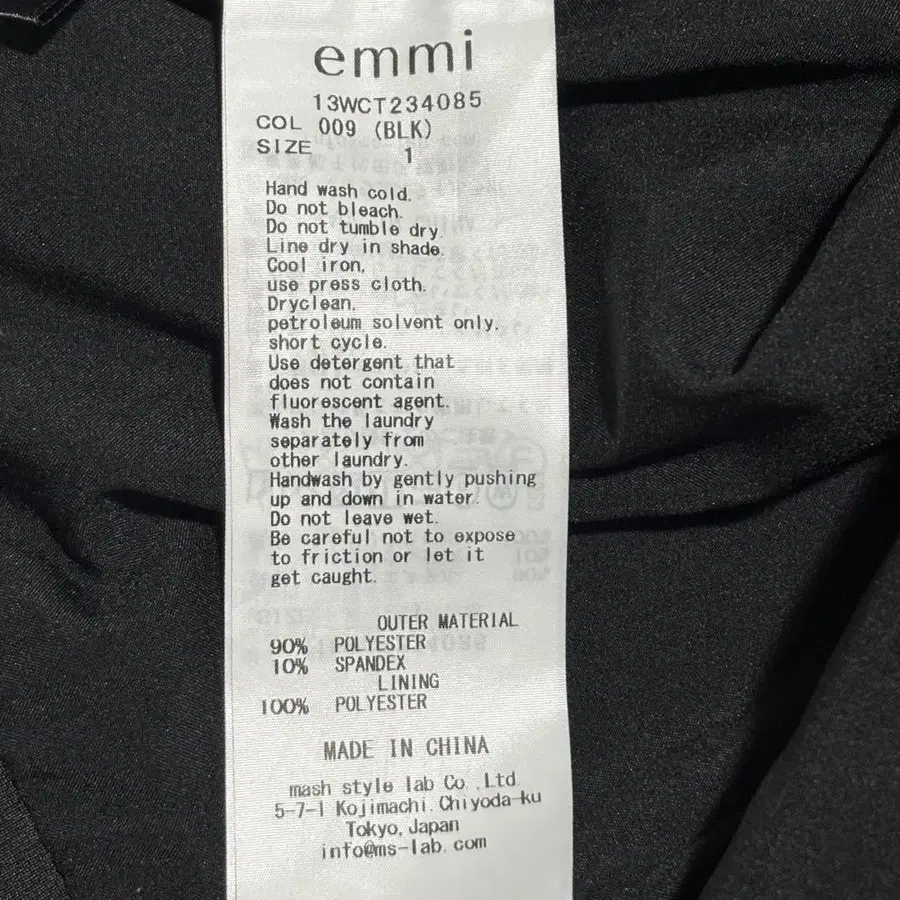 emmi
13WCT234085
COL 009 (BLK)
SIZE 1
Hand wash cold.
Do not bleach.
Do not tumble dry.
Line dry in shade.
Cool iron,
use press cloth.
Dryclean,
petroleum solvent only.
short cycle.
Use detergent that
does not contain
fluorescent agent.
Wash the laundry
separately from
other laundry.
Handwash by gently pushing
up and down in water.
Do not leave wet.
Be careful not to expose
to friction or let it
get caught.
OUTER MATERIAL
90% POLYESTER
10% SPANDEX
LINING
100% POLYESTER
MADE IN CHINA
mash style lab Co.,Ltd.
5-7-1 Kojimachi.Chiyoda-ku
Tokyo,Japan
info@ms-lab.com